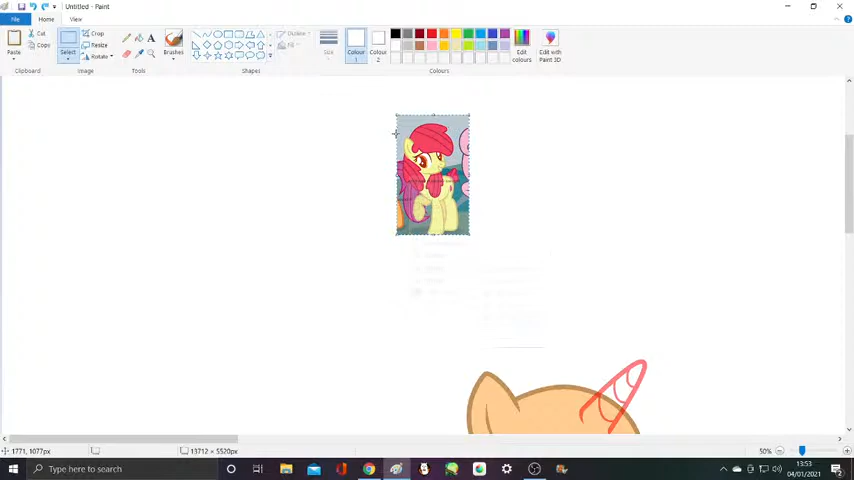 Untitled - Paint
File
Home
View
Paste
Cut
Copy
Clipboard
Select
Crop
Resize
Rotate
Image
Tools
Brushes
Shapes
Outline
Fill
Size
Colour
1
Colour
2
Edit
colours
Edit with
Paint 3D
Colours
1771, 1077px
13712 × 5520px
50%
Type here to search
13:53
04/01/2021